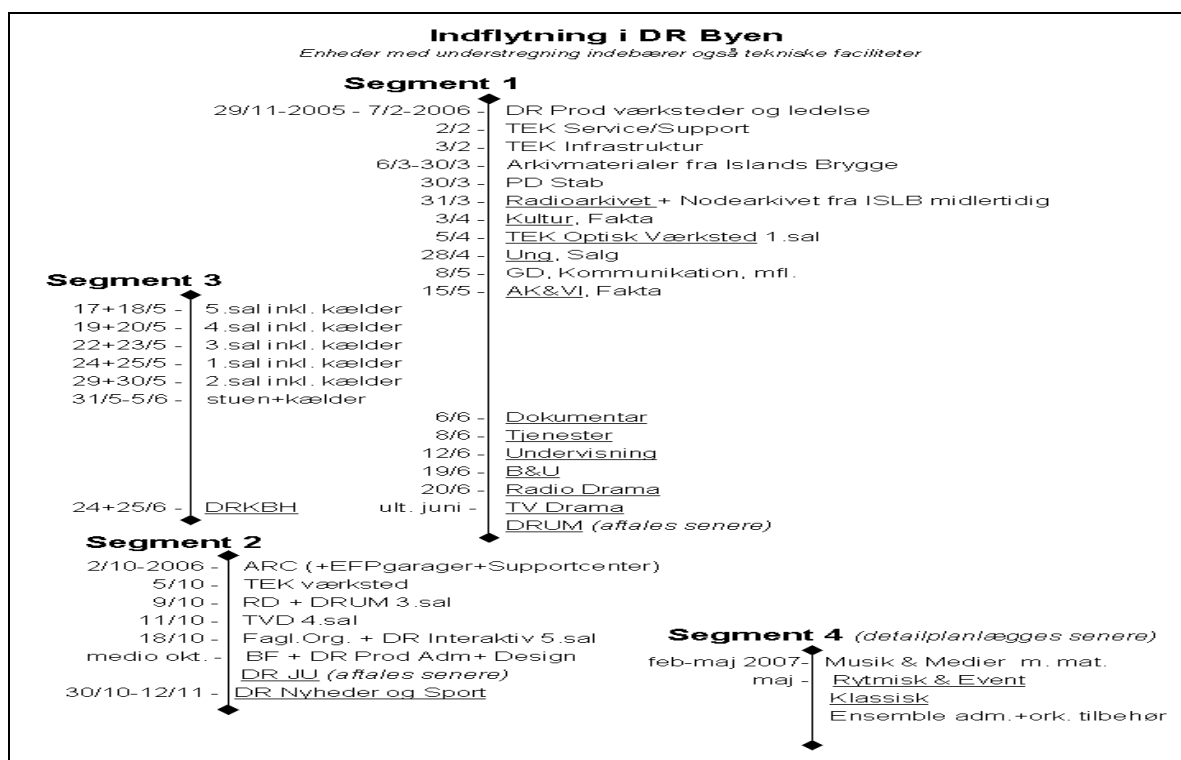 Indflytning i DR Byen
Enheder med understregning indebærer også tekniske faciliteter
Segment 1
29/11-2005 - 7/2-2006 - DR Prod værksteder og ledelse
2/2 - TEK Service/Support
3/2 - TEK Infrastruktur
6/3-30/3 - Arkivmaterialer fra Islands Brygge
30/3 - PD Stab
31/3 - Radioarkivet + Nodearkivet fra ISLB midlertidig
3/4 - Kultur, Fakta
5/4 - TEK Optisk Værksted 1.sal
28/4 - Ung, Salg
8/5 - GD, Kommunikation, mfl.
15/5 - AK&VI, Fakta
6/6 - Dokumentar
8/6 - Tjenester
12/6 - Undervisning
19/6 - B&U
20/6 - Radio Drama
ult. juni - TV Drama
DRUM (aftales senere)
Segment 3
17+18/5 - 5.sal inkl. kælder
19+20/5 - 4.sal inkl. kælder
22+23/5 - 3.sal inkl. kælder
24+25/5 - 1.sal inkl. kælder
29+30/5 - 2.sal inkl. kælder
31/5-5/6 - stuen+kælder
24+25/6 - DRKBH
Segment 2
2/10-2006 - ARC (+EFPgarager+Supportcenter)
5/10 - TEK værksted
9/10 - RD + DRUM 3.sal
11/10 - TVD 4.sal
18/10 - Fagl.Org. + DR Interaktiv 5.sal
medio okt. - BF + DR Prod Adm+ Design
DR JU (aftales senere)
30/10-12/11 - DR Nyheder og Sport
Segment 4 (detailplanlægges senere)
feb-maj 2007- Musik & Medier m. mat.
maj - Rytmisk & Event
Klassisk
Ensemble adm.+ork. tilbehør